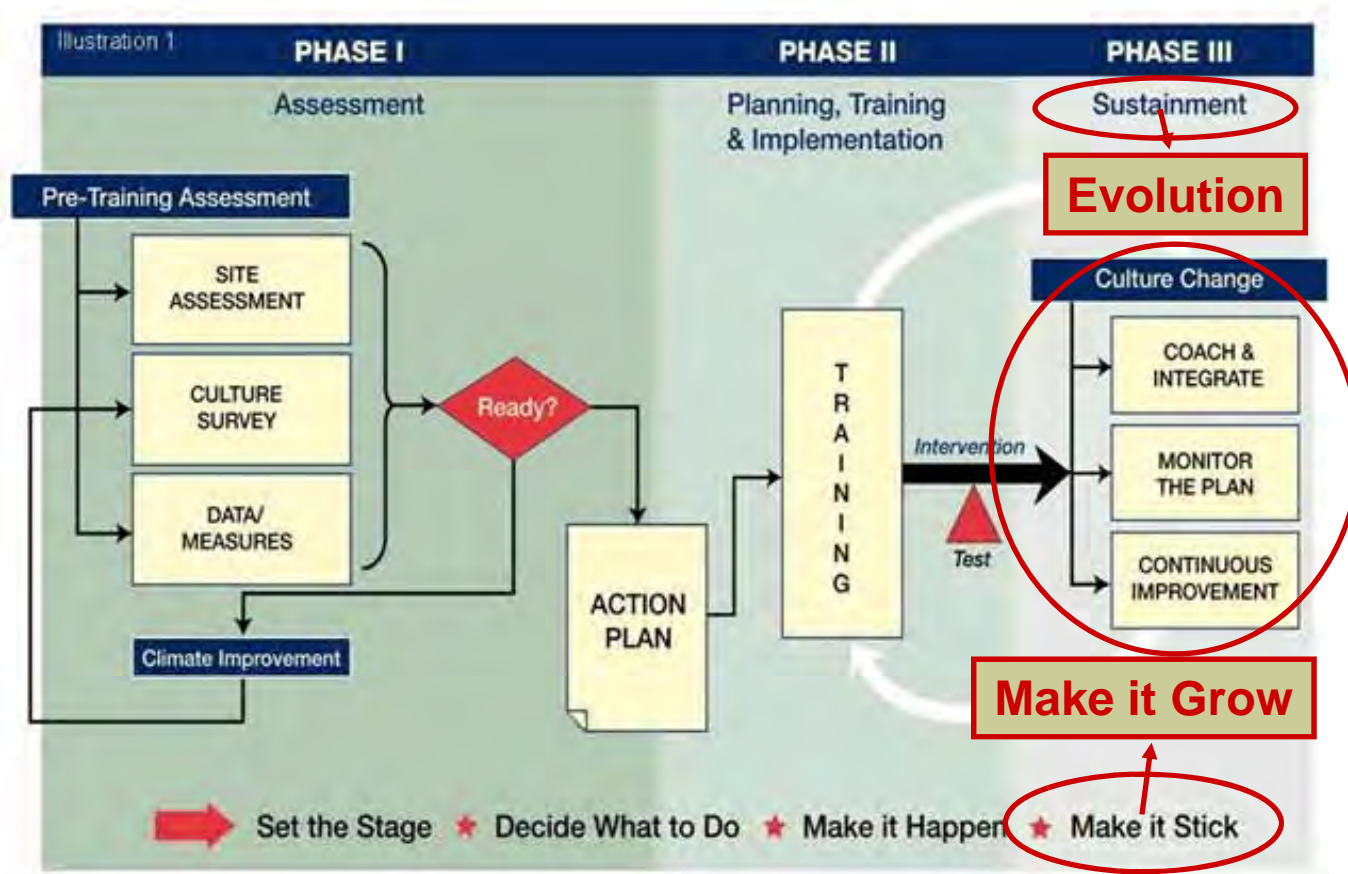 Illustration 1
PHASE I
PHASE II
PHASE III
Assessment
Planning, Training
& Implementation
Sustainment
Evolution
Pre-Training Assessment
SITE
ASSESSMENT
CULTURE
SURVEY
DATA/
MEASURES
Climate Improvement
Ready?
ACTION
PLAN
T
R
A
I
N
I
N
G
Intervention
Test
Culture Change
COACH &
INTEGRATE
MONITOR
THE PLAN
CONTINUOUS
IMPROVEMENT
Make it Grow
Set the Stage ★ Decide What to Do ★ Make it Happen ★ Make it Stick